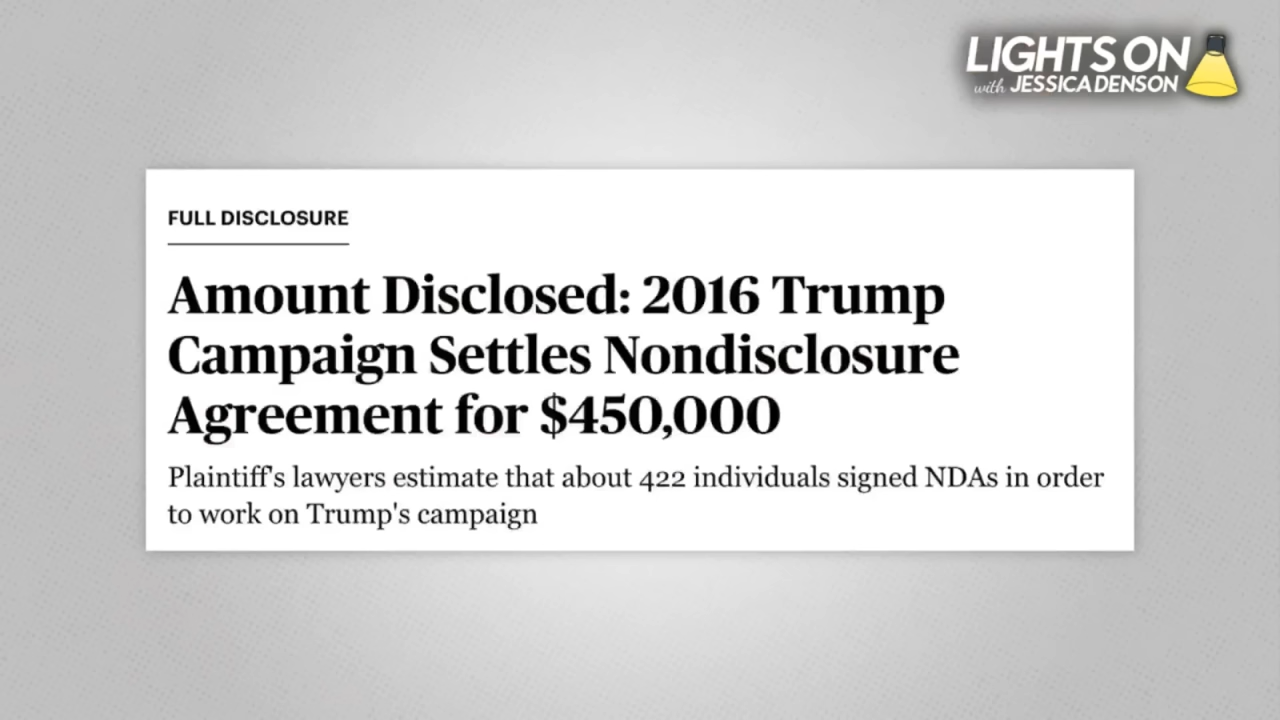 LIGHTS ON
with JESSICA DENSON
FULL DISCLOSURE
Amount Disclosed: 2016 Trump
Campaign Settles Nondisclosure
Agreement for $450,000
Plaintiff's lawyers estimate that about 422 individuals signed NDAs in order
to work on Trump's campaign